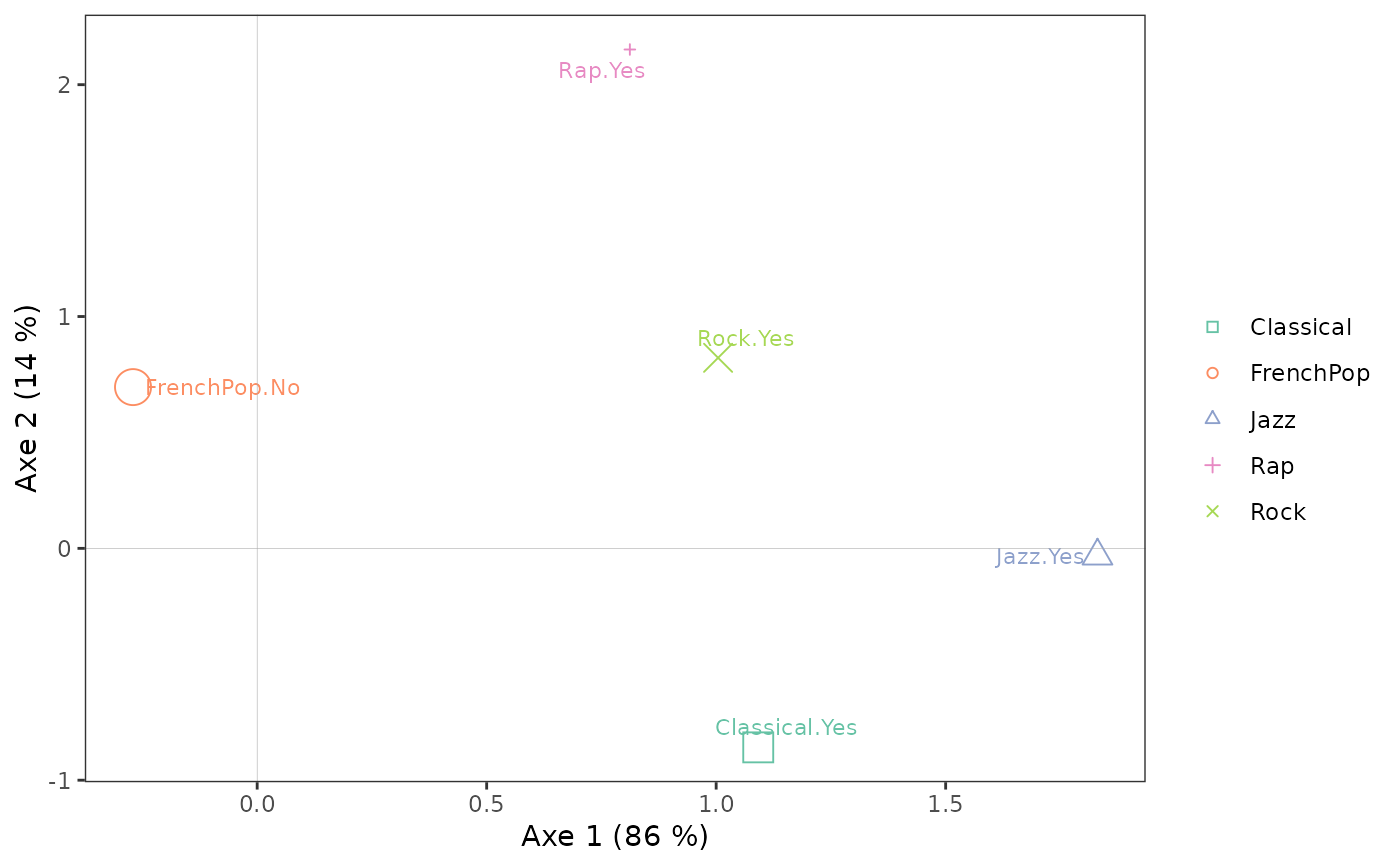 Rap.Yes
2
Rock.Yes
1
FrenchPop.No
0
Jazz.Yes
Classical.Yes
-1
0.0 0.5 1.0 1.5
Axe 1 (86 %)
Axe 2 (14 %)
Classical
FrenchPop
Jazz
Rap
Rock